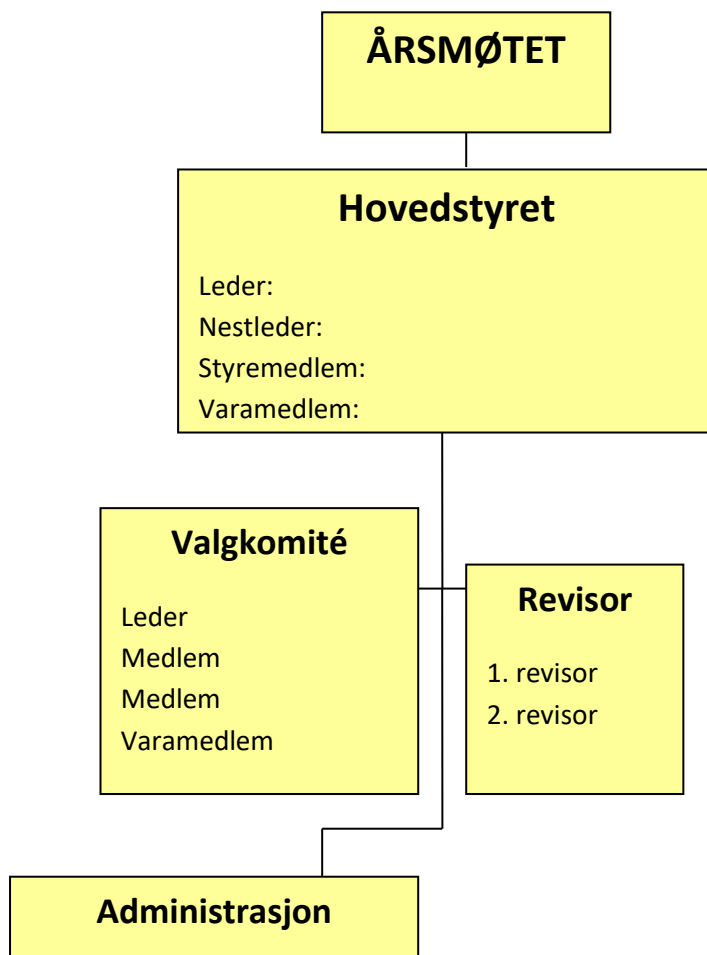 ÅRSMØTET
Hovedstyret
Leder:
Nestleder:
Styremedlem:
Varamedlem:
Valgkomité
Leder
Medlem
Medlem
Varamedlem
Revisor
1. revisor
2. revisor
Administrasjon